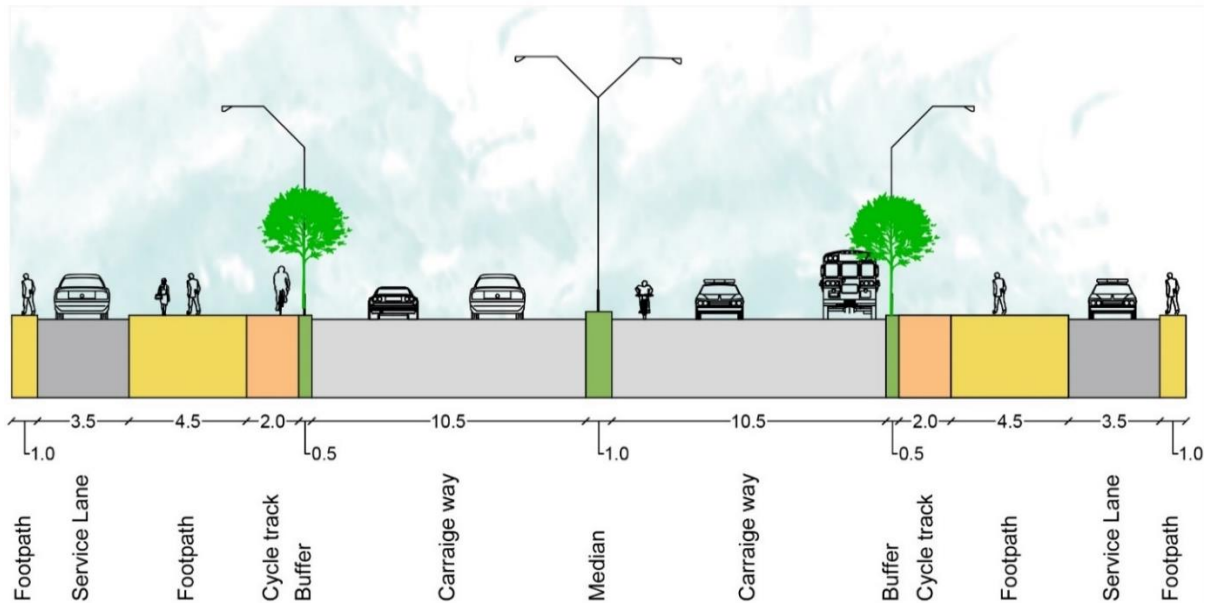 3.5
4.5
2.0
10.5
10.5
2.0
4.5
3.5
1.0
0.5
1.0
0.5
1.0
Footpath
Service Lane
Footpath
Cycle track
Buffer
Carraige way
Median
Carraige way
Buffer
Cycle track
Footpath
Service Lane
Footpath